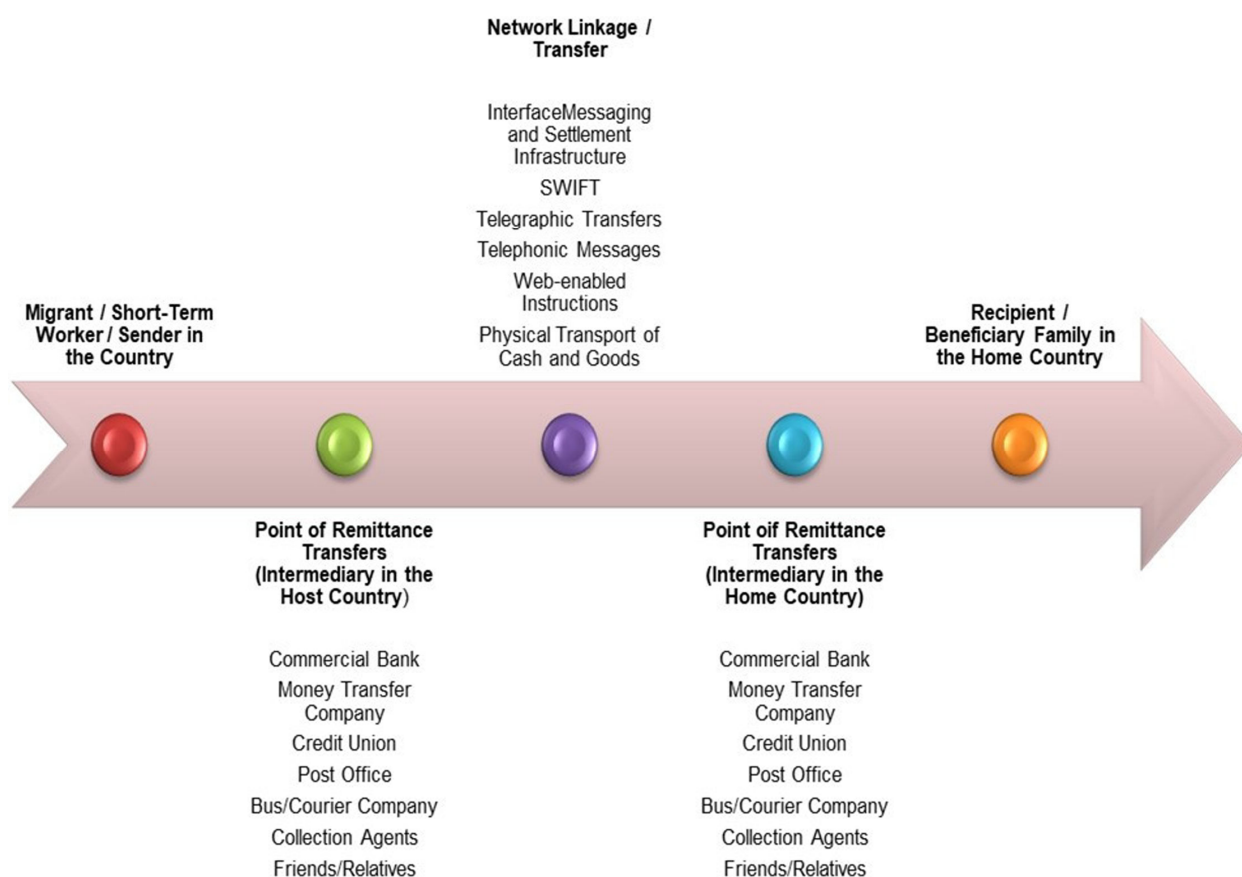 Network Linkage /
Transfer
InterfaceMessaging
and Settlement
Infrastructure
SWIFT
Telegraphic Transfers
Telephonic Messages
Web-enabled
Instructions
Physical Transport of
Cash and Goods
Migrant / Short-Term
Worker / Sender in
the Country
Recipient /
Beneficiary Family in
the Home Country
Point of Remittance
Transfers
(Intermediary in the
Host Country)
Commercial Bank
Money Transfer
Company
Credit Union
Post Office
Bus/Courier Company
Collection Agents
Friends/Relatives
Point oif Remittance
Transfers
(Intermediary in the
Home Country)
Commercial Bank
Money Transfer
Company
Credit Union
Post Office
Bus/Courier Company
Collection Agents
Friends/Relatives